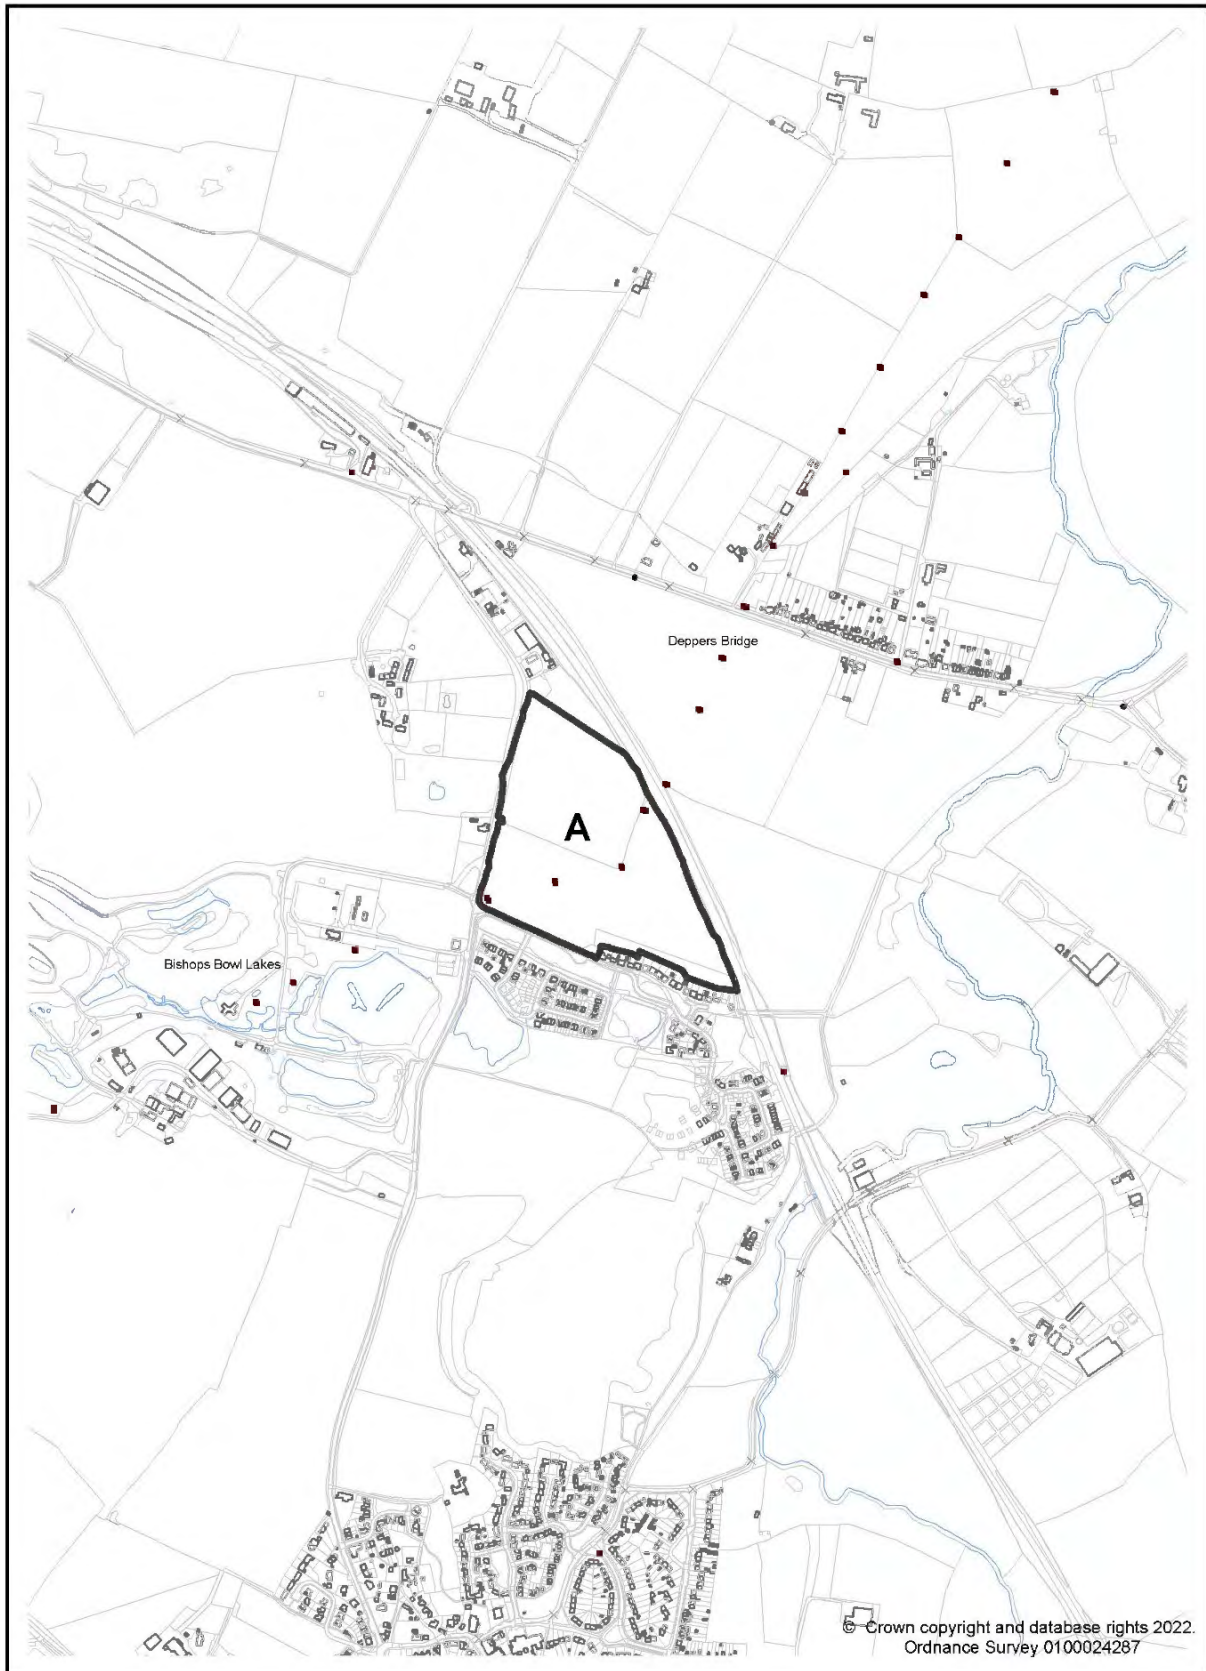 Deppers Bridge
A
Bishops Bowl Lakes
© Crown copyright and database rights 2022.
Ordnance Survey 0100024287